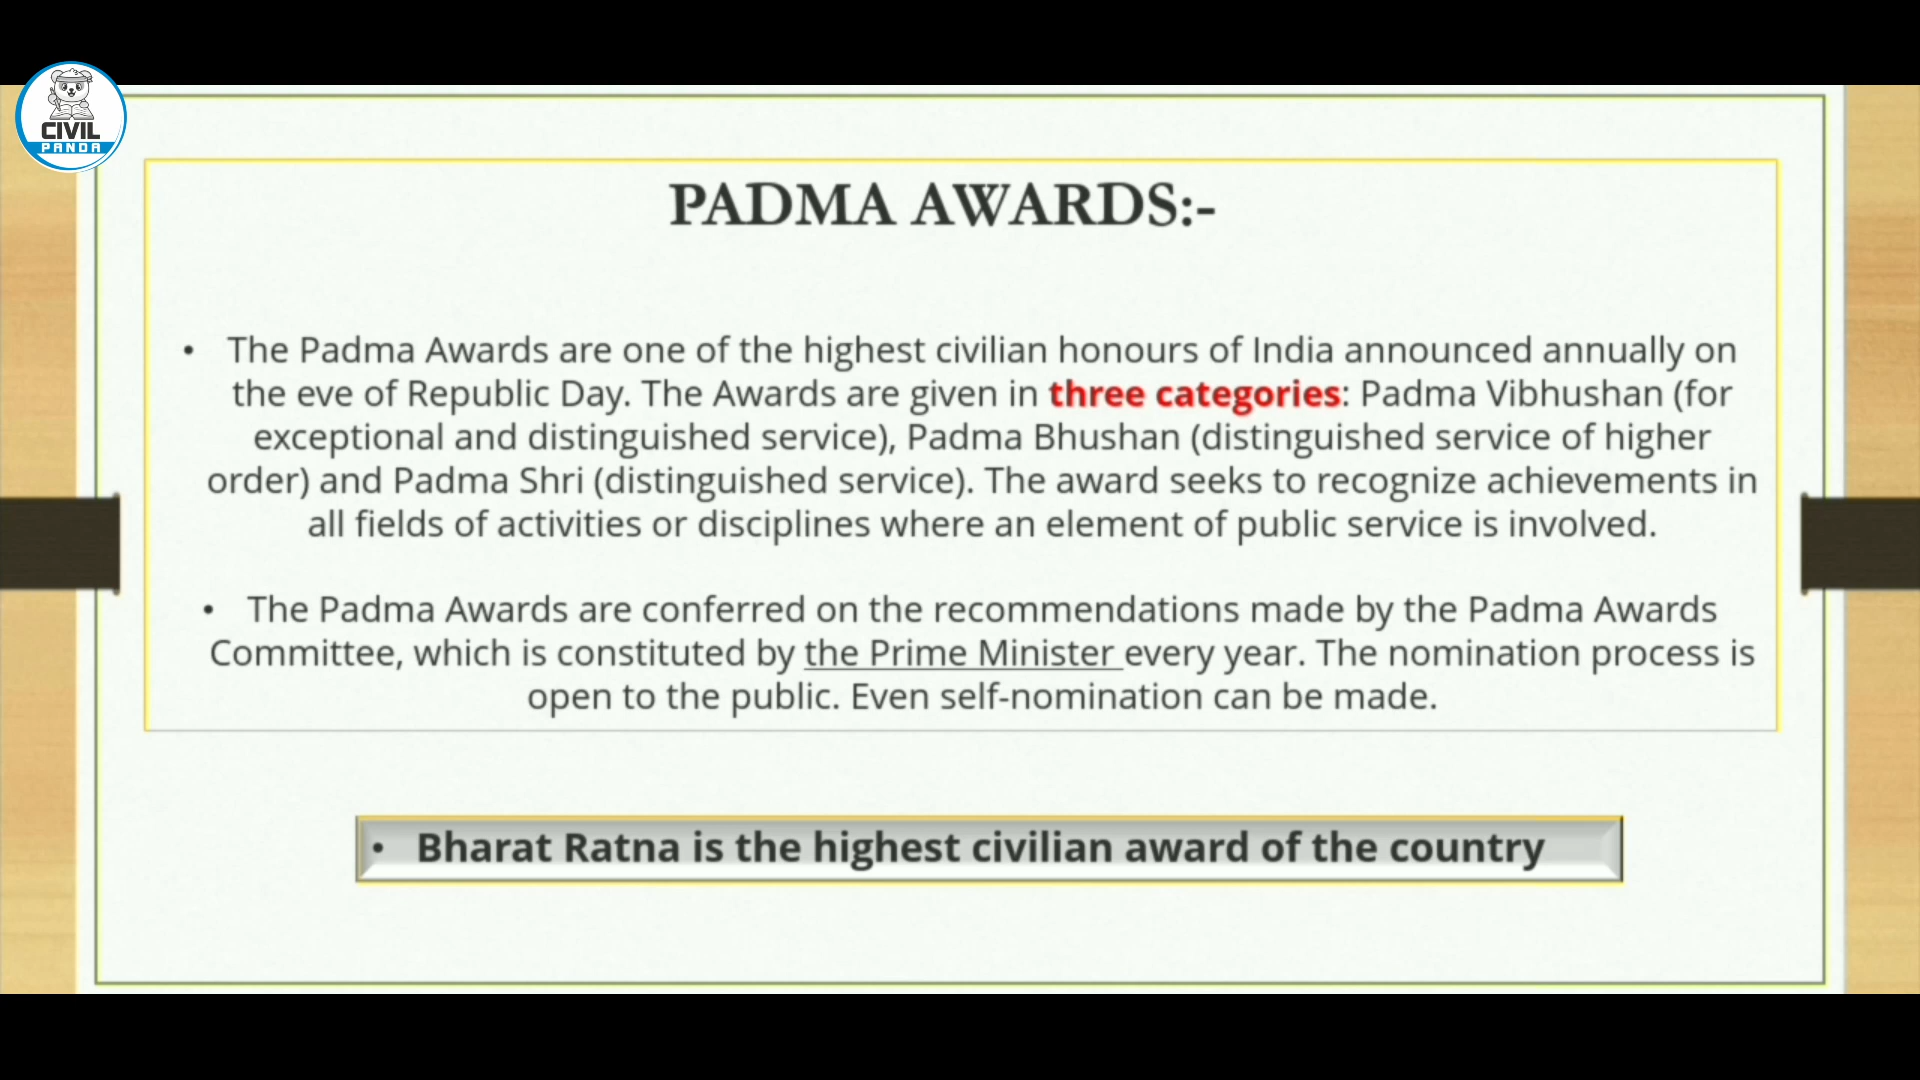 CIVIL
PANDA
PADMA AWARDS:-
• The Padma Awards are one of the highest civilian honours of India announced annually on
the eve of Republic Day. The Awards are given in three categories: Padma Vibhushan (for
exceptional and distinguished service), Padma Bhushan (distinguished service of higher
order) and Padma Shri (distinguished service). The award seeks to recognize achievements in
all fields of activities or disciplines where an element of public service is involved.
• The Padma Awards are conferred on the recommendations made by the Padma Awards
Committee, which is constituted by the Prime Minister every year. The nomination process is
open to the public. Even self-nomination can be made.
• Bharat Ratna is the highest civilian award of the country